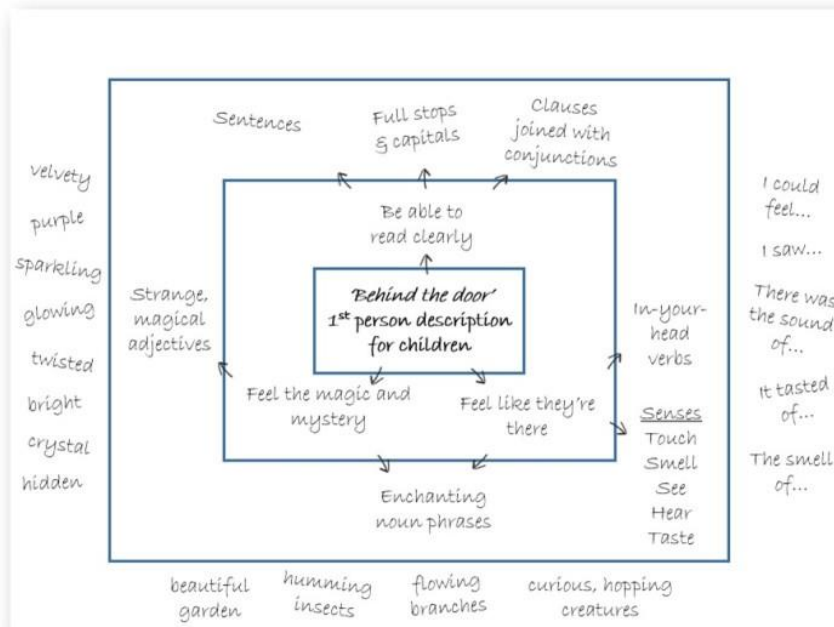 Sentences
Full stops
& capitals
Clauses
joined with
conjunctions
Be able to
read clearly
'Behind the door'
1st person description
for children
Feel the magic and
mystery
Feel like they're
there
Enchanting
noun phrases
Strange,
magical
adjectives
In-your-
head
verbs
Senses
Touch
Smell
See
Hear
Taste
velvety
purple
sparkling
glowing
twisted
bright
crystal
hidden
I could
feel...
I saw...
There was
the sound
of...
It tasted
of...
The smell
of...
beautiful
garden
humming
insects
flowing
branches
curious, hopping
creatures